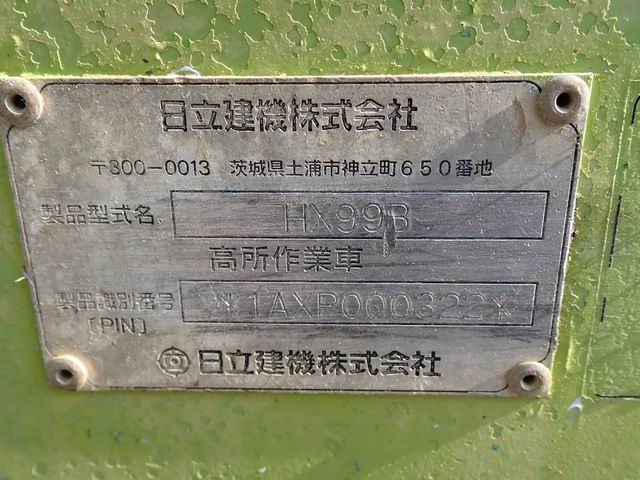 日立建機株式会社
〒300-0013 茨城県土浦市神立町650番地
製品型式名 HX99B
高所作業車
製品識別番号 *1AXP000322*
[PIN]
日立建機株式会社